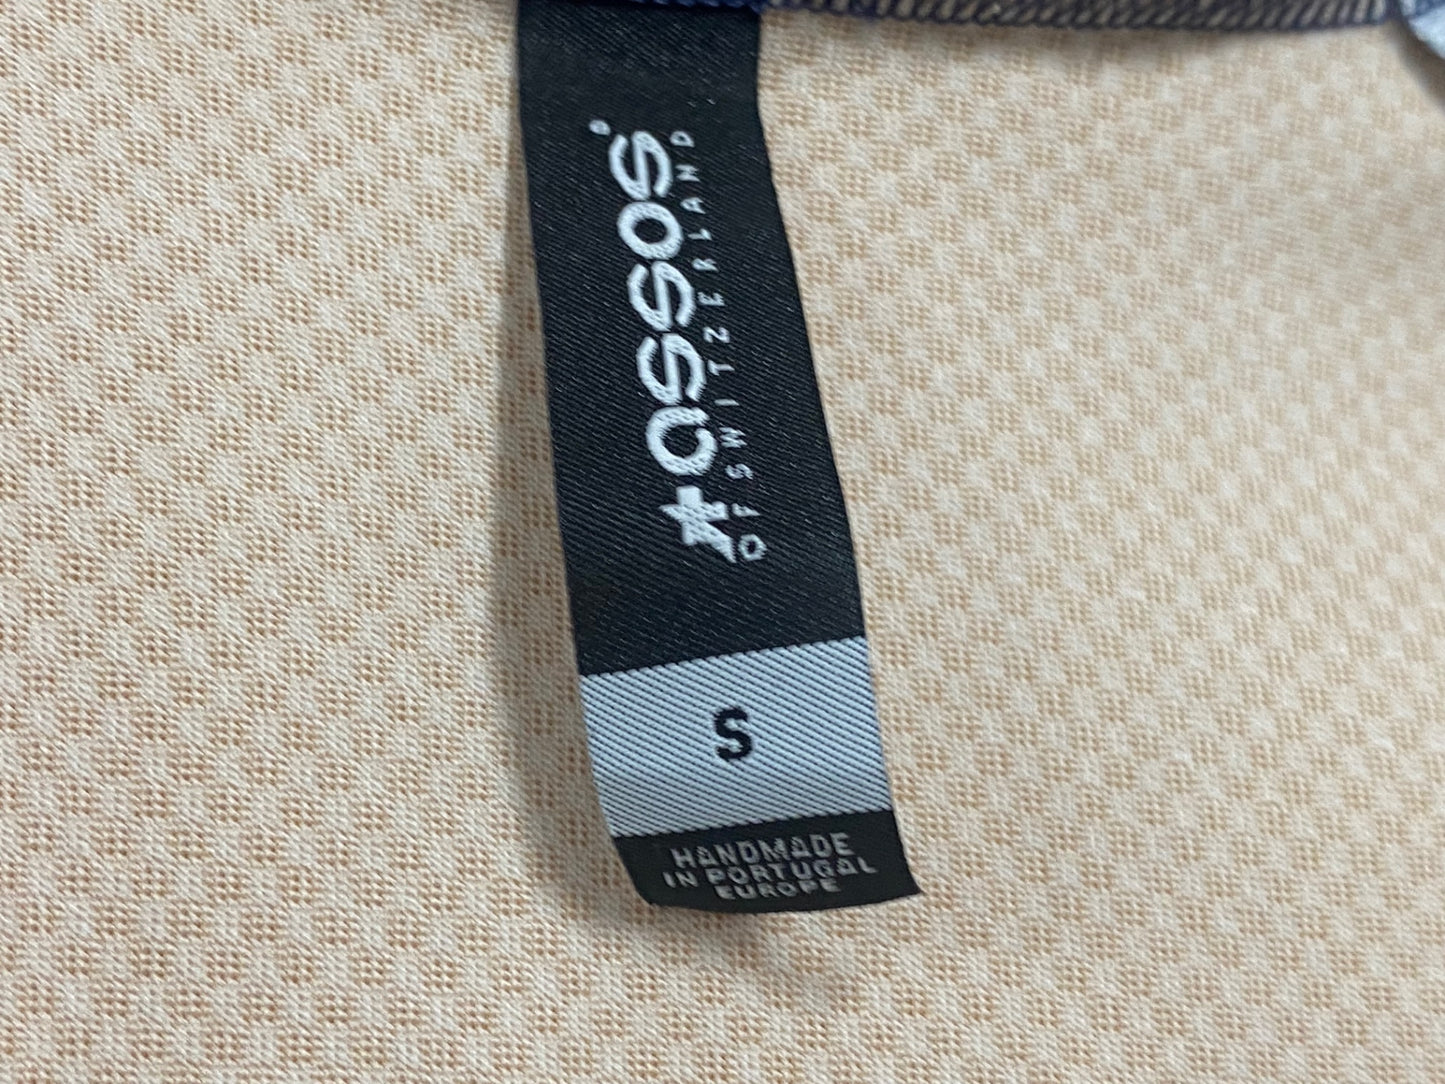 assos®
OF SWITZERLAND
S
HANDMADE
IN PORTUGAL
EUROPE